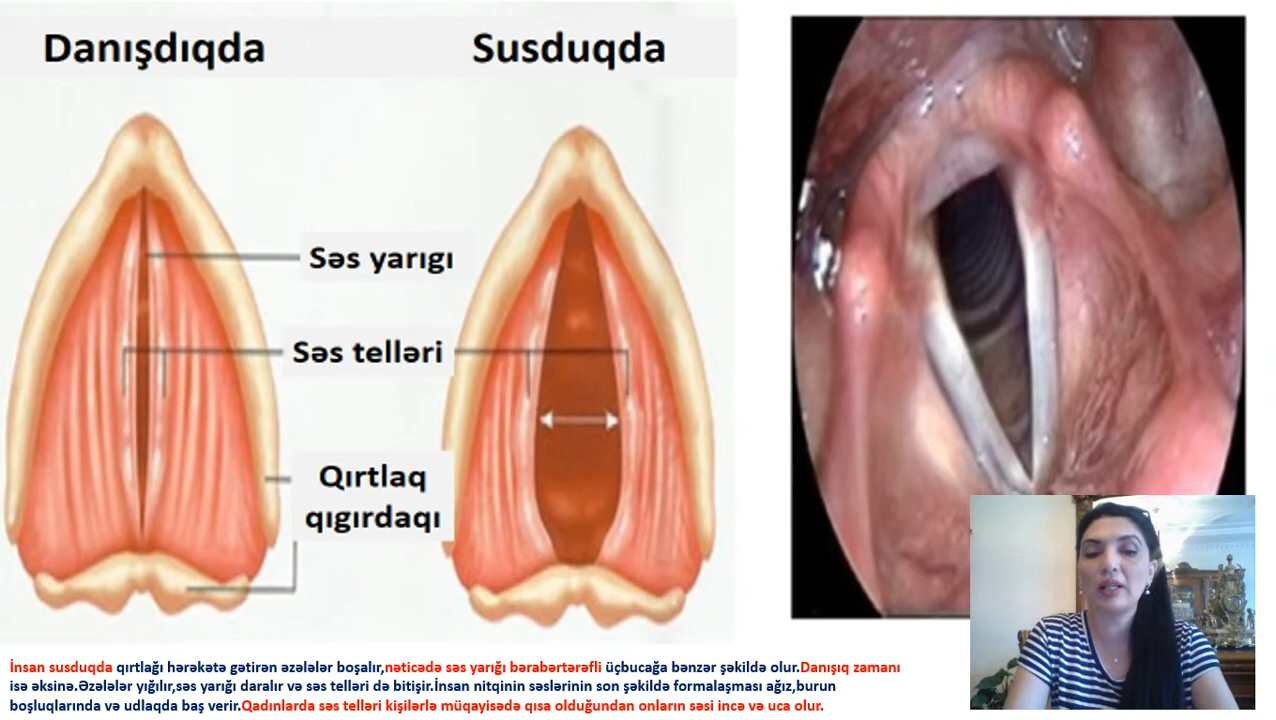 Danışdıqda
Susduqda
Səs yarıgı
Səs telləri
Qırtlaq
qıgırdaqı
İnsan susduqda qırtlağı hərəkətə gətirən əzələlər boşalır,nəticədə səs yarığı bərabərtərəfli üçbucağa bənzər şəkildə olur.Danışıq zamanı
isə əksinə.Əzələlər yığılır,səs yarığı daralır və səs telləri də bitişir.İnsan nitqinin səslərinin son şəkildə formalaşması ağız,burun
boşluqlarında və udlaqda baş verir.Qadınlarda səs telləri kişilərlə müqayisədə qısa olduğundan onların səsi incə və uca olur.